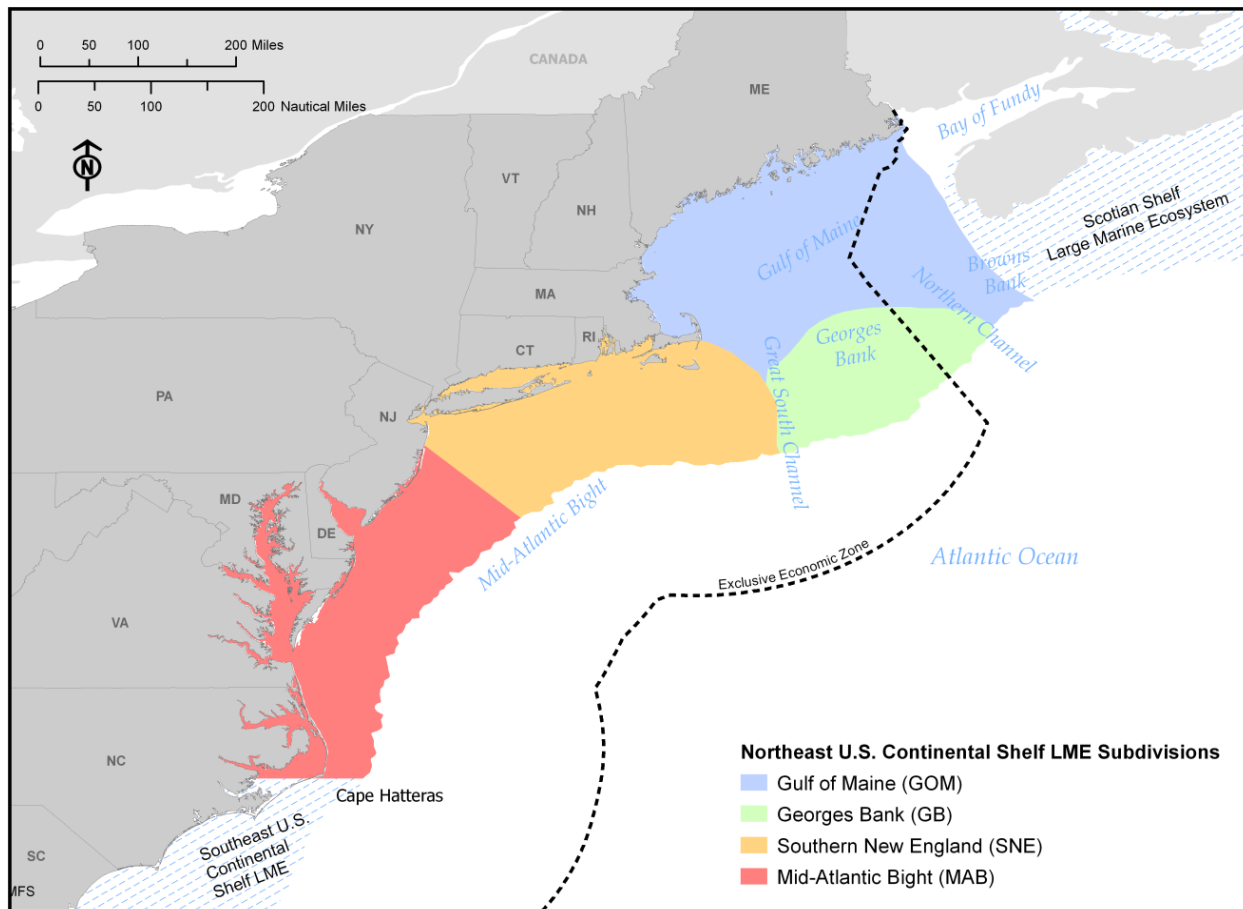 0 50 100 200 Miles
0 50 100 200 Nautical Miles
N
CANADA
ME
Bay of Fundy
VT
NH
NY
Scotian Shelf
Large Marine Ecosystem
Gulf of Maine
Browns
Bank
Northern Channel
MA
CT
RI
Georges
Bank
Great South Channel
PA
NJ
MD
DE
Mid-Atlantic Bight
Atlantic Ocean
Exclusive Economic Zone
VA
NC
Cape Hatteras
Southeast U.S.
Continental
Shelf LME
SC
MFS
Northeast U.S. Continental Shelf LME Subdivisions
Gulf of Maine (GOM)
Georges Bank (GB)
Southern New England (SNE)
Mid-Atlantic Bight (MAB)